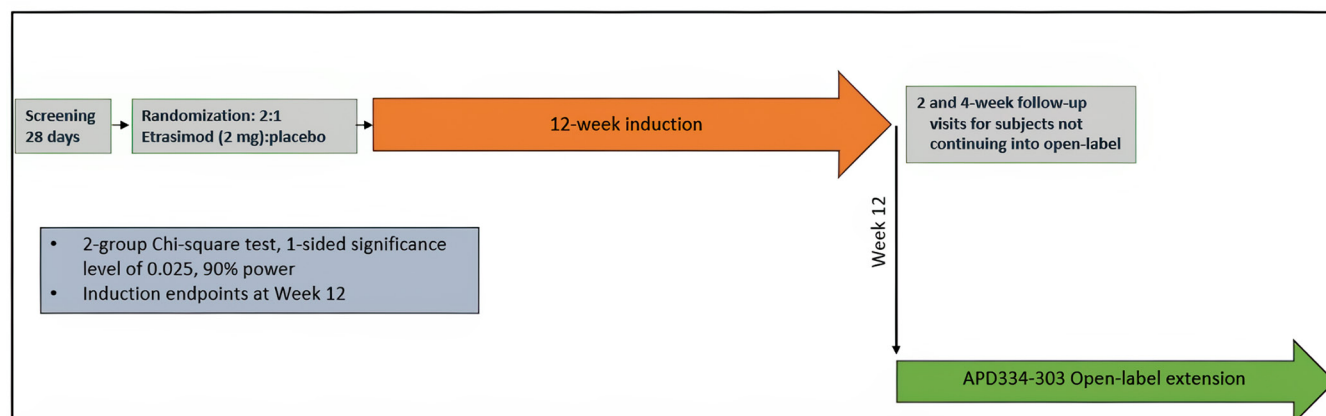 Screening
28 days
Randomization: 2:1
Etrasimod (2 mg):placebo
12-week induction
2 and 4-week follow-up
visits for subjects not
continuing into open-label
Week 12
• 2-group Chi-square test, 1-sided significance
level of 0.025, 90% power
• Induction endpoints at Week 12
APD334-303 Open-label extension